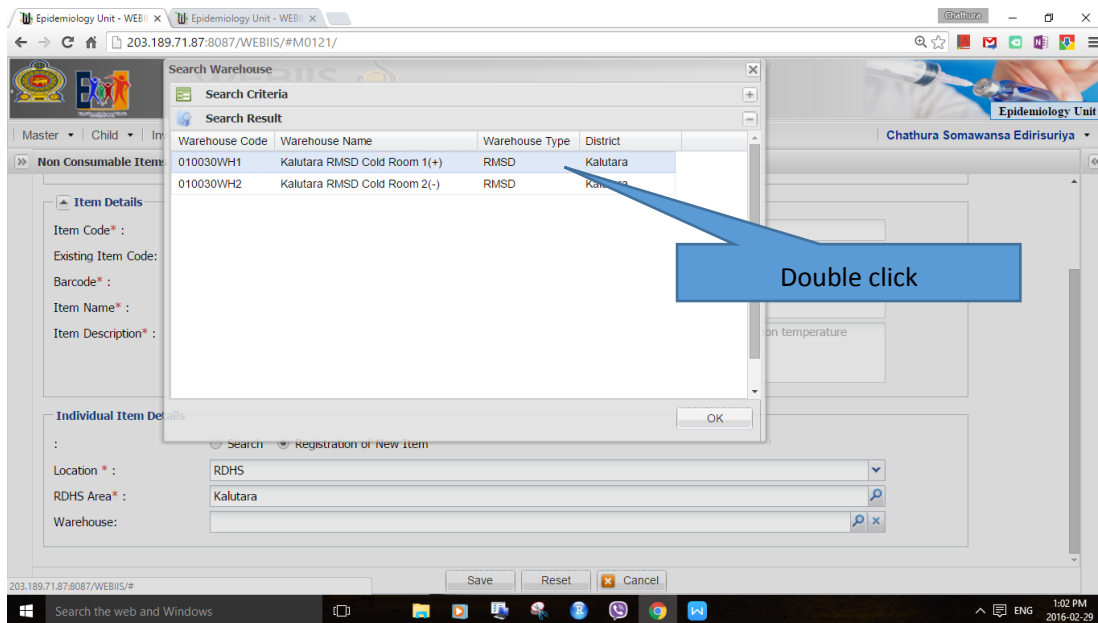 Epidemiology Unit - WEBII Epidemiology Unit - WEBII Chathura
203.189.71.87:8087/WEBIIS/#M0121/
Search Warehouse
Search Criteria
Epidemiology Unit
Search Result
Master Child In Chathura Somawansa Edirisuriya
Warehouse Code Warehouse Name Warehouse Type District
Non Consumable Items
010030WH1 Kalutara RMSD Cold Room 1(+) RMSD Kalutara
010030WH2 Kalutara RMSD Cold Room 2(-) RMSD
Item Details
Item Code* :
Existing Item Code:
Double click
Barcode* :
Item Name* :
Item Description* : on temperature
Individual Item Details
OK
: Search Registration of New Item
Location * : RDHS
RDHS Area* : Kalutara
Warehouse:
203.189.71.87:8087/WEBIIS/#
Save Reset Cancel
Search the web and Windows ENG 1:02 PM
2016-02-29